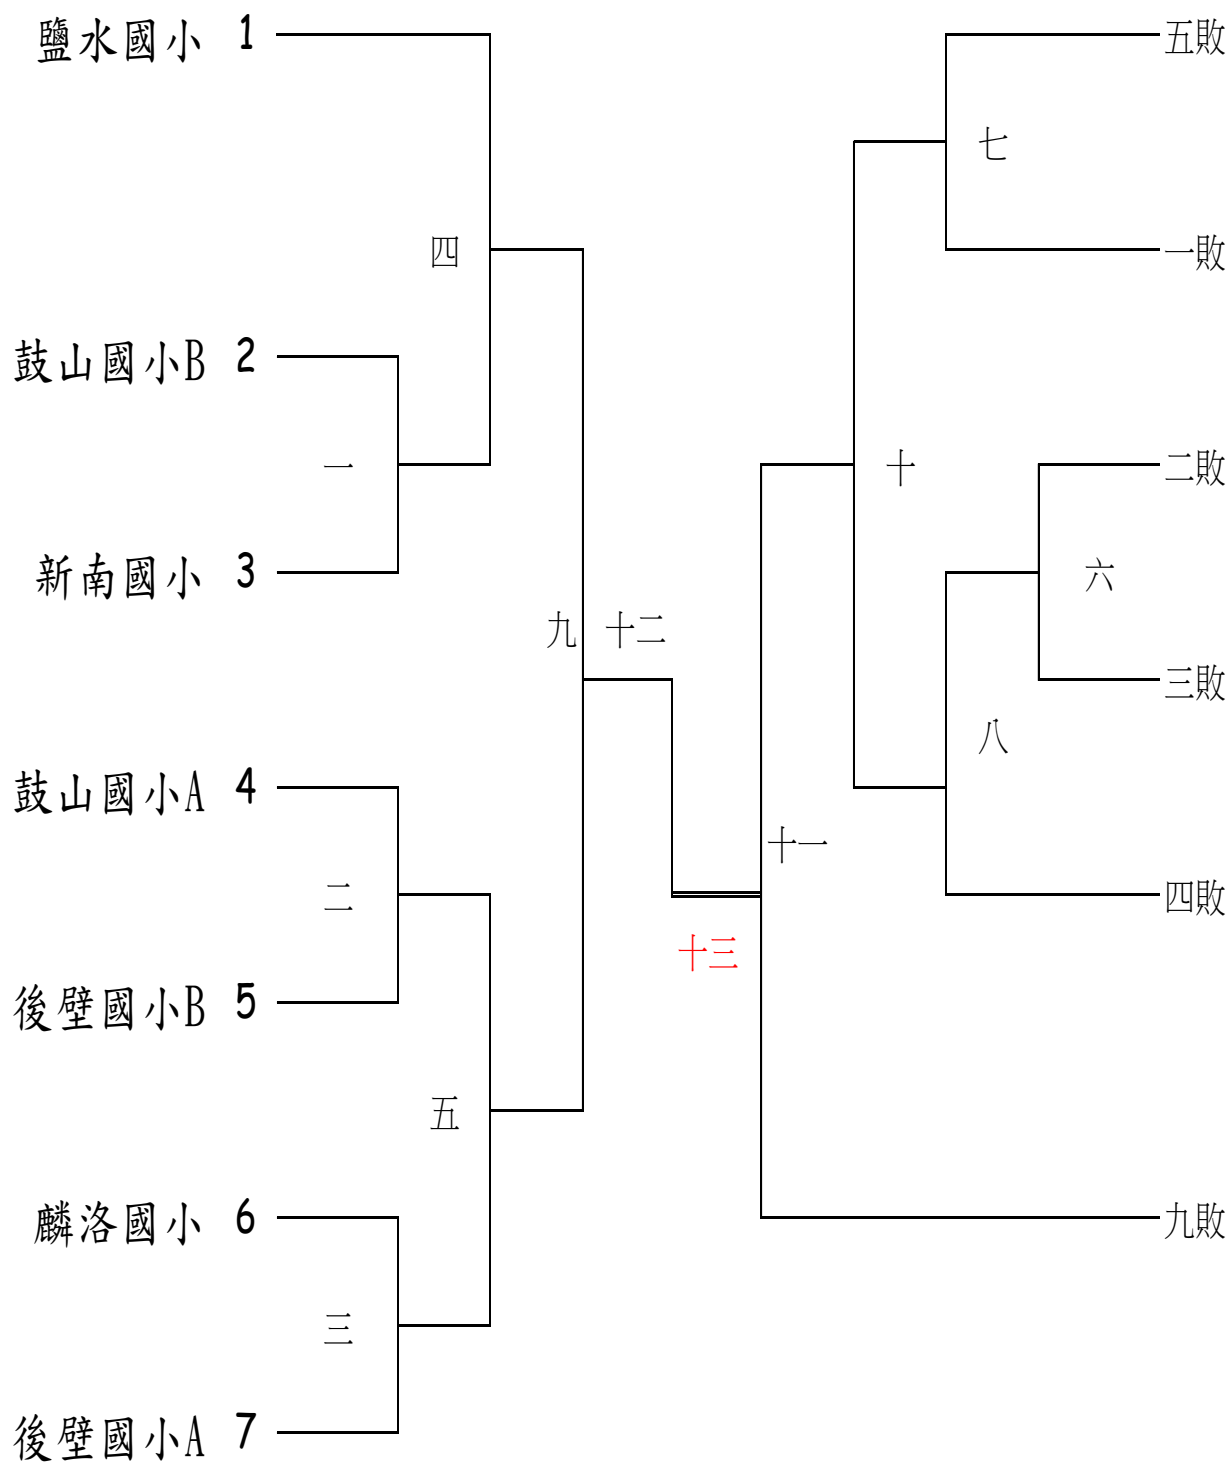 鹽水國小 1
五敗
七
四
一敗
鼓山國小B 2
一
十
二敗
新南國小 3
六
九 十二
三敗
八
鼓山國小A 4
十一
二
四敗
十三
後壁國小B 5
五
麟洛國小 6
九敗
三
後壁國小A 7